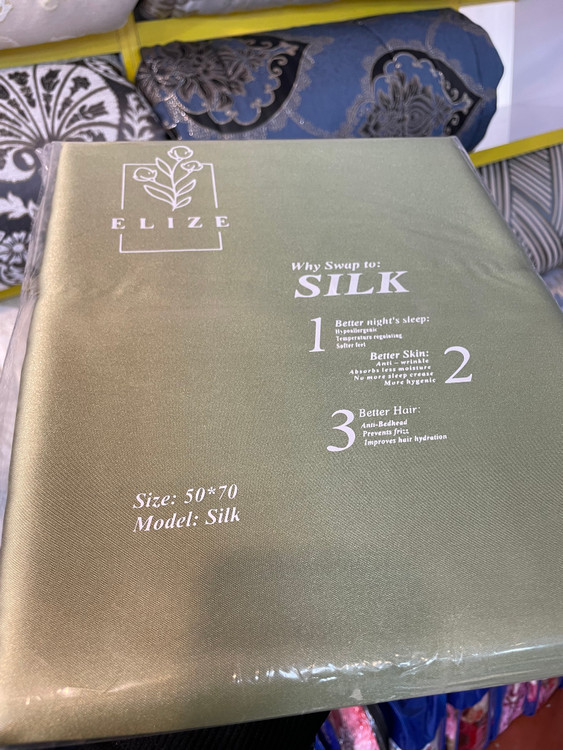 ELIZE
Why Swap to:
SILK
1
Better night's sleep:
Hypoallergenic
Temperature regulating
Softer feel
Better Skin:
Anti - wrinkle
Absorbs less moisture
No more sleep crease
More hygenic
2
3
Better Hair:
Anti-Bedhead
Prevents frizz
Improves hair hydration
Size: 50*70
Model: Silk